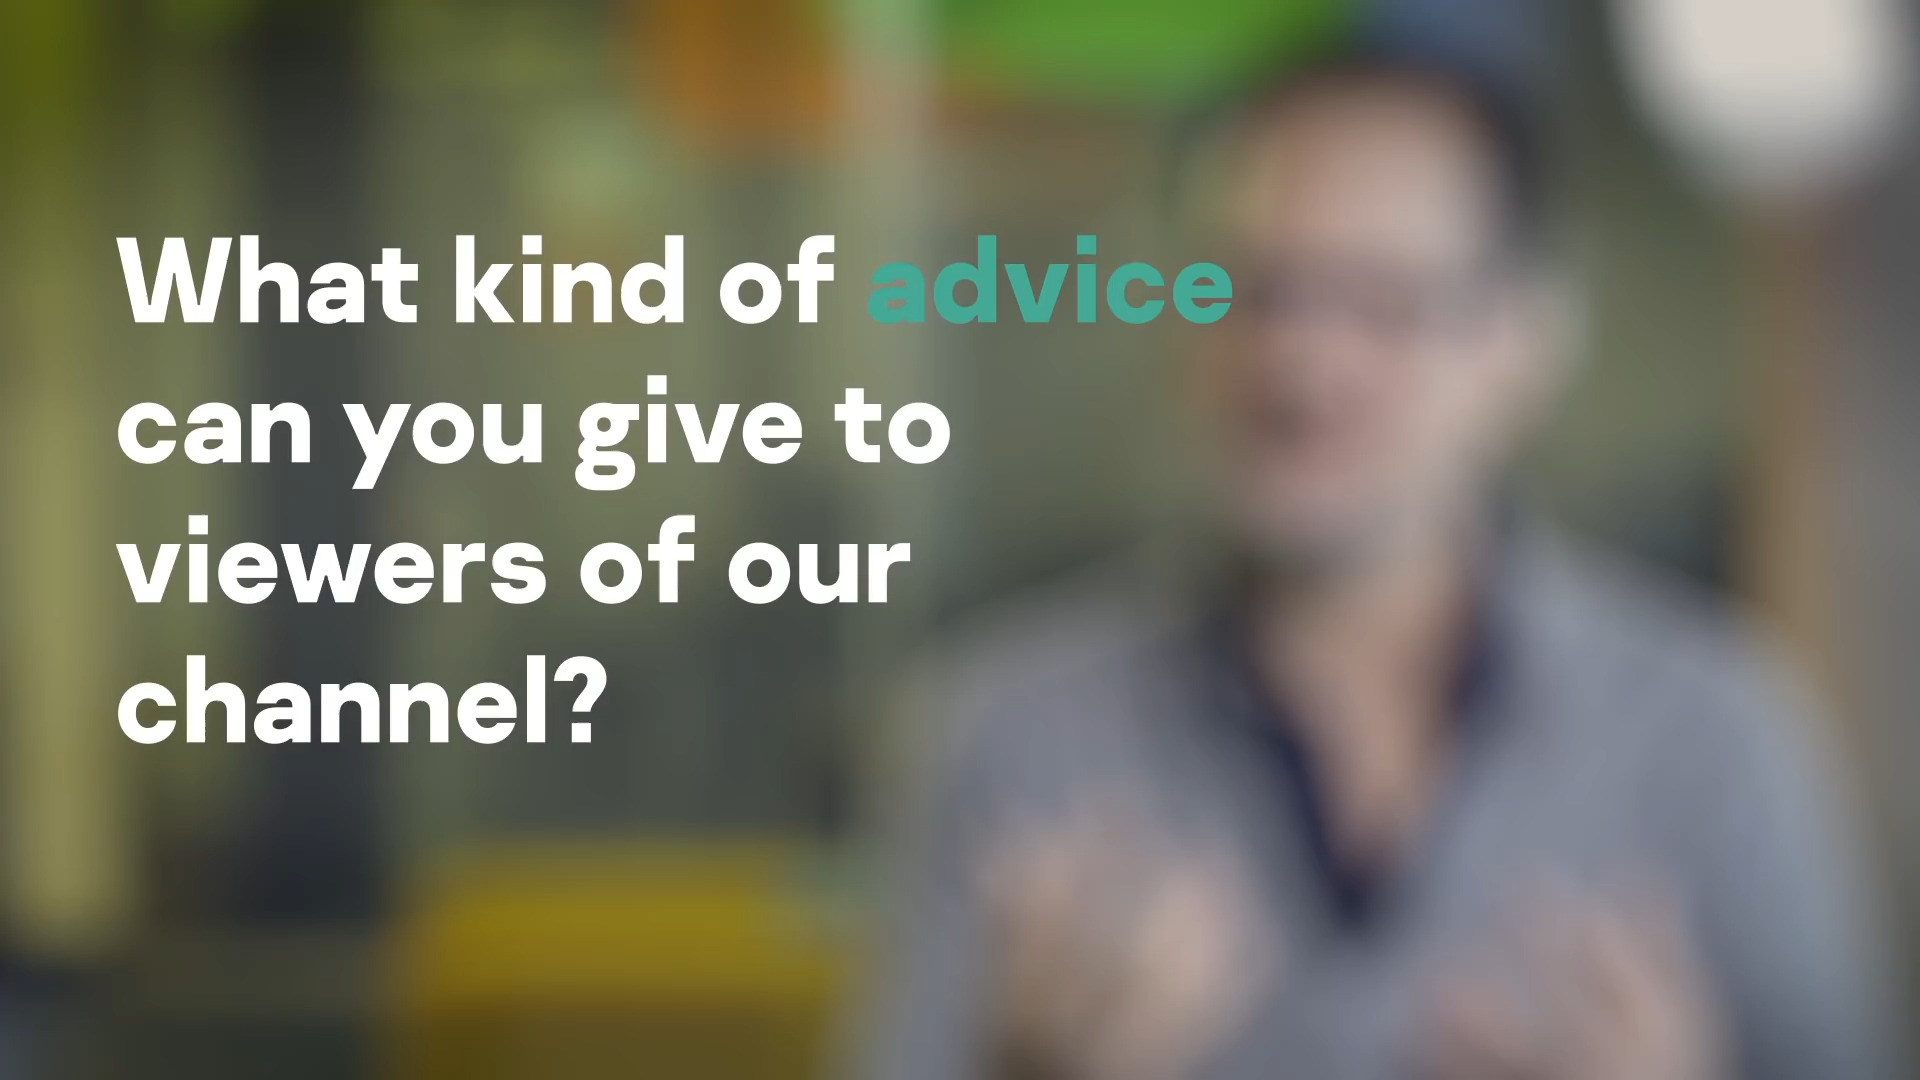 What kind of advice
can you give to
viewers of our
channel?